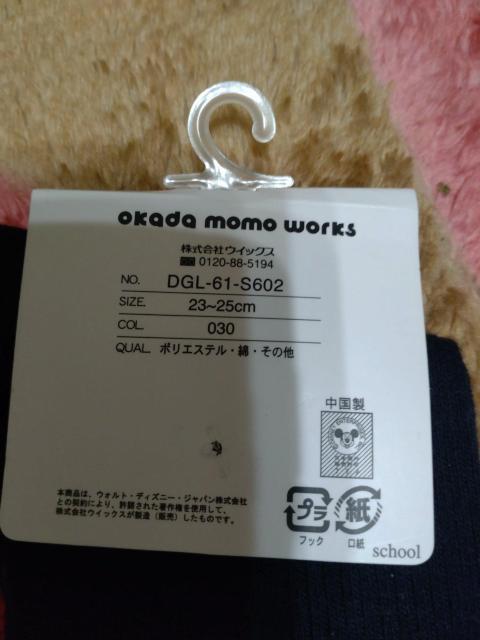 okada momo works
株式会社ウイックス
0120-88-5194
NO. DGL-61-S602
SIZE. 23~25cm
COL. 030
QUAL. ポリエステル・綿・その他
中国製
本商品は、ウォルト・ディズニー・ジャパン株式会社
との契約により、許諾された著作権を使用して、
株式会社ウイックスが製造(販売)したものです。
プラ
紙
フック
口紙
school